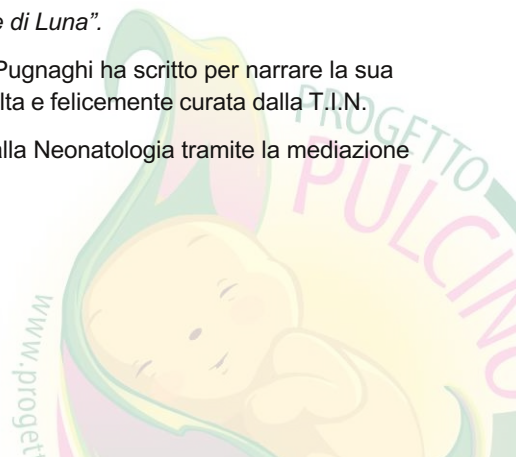 e di Luna”.
Pugnaghi ha scritto per narrare la sua
lta e felicemente curata dalla T.I.N.
alla Neonatologia tramite la mediazione
PROGETTO
PULCINO
www.proget